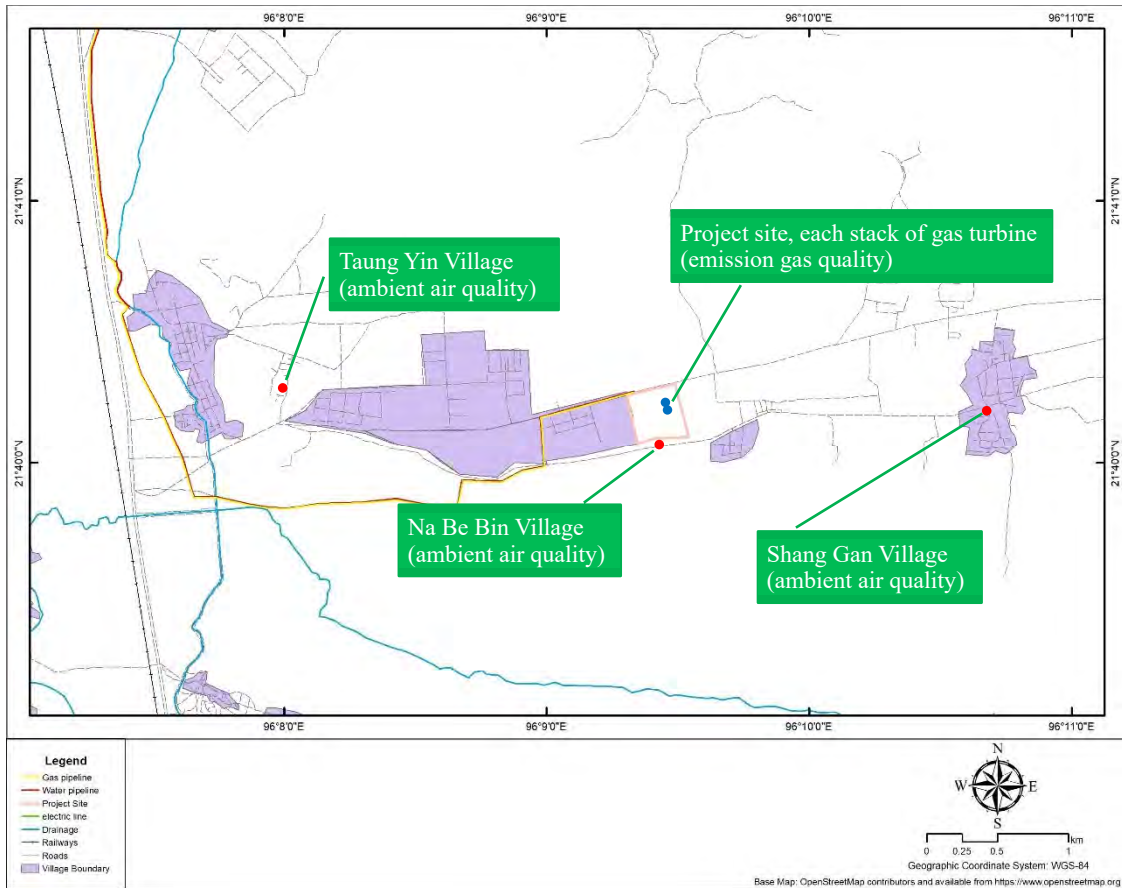 96°8'0"E
96°9'0"E
96°10'0"E
96°11'0"E
21°41'0"N
21°41'0"N
Project site, each stack of gas turbine
(emission gas quality)
Taung Yin Village
(ambient air quality)
21°40'0"N
21°40'0"N
Na Be Bin Village
(ambient air quality)
Shang Gan Village
(ambient air quality)
96°8'0"E
96°9'0"E
96°10'0"E
96°11'0"E
Legend
Gas pipeline
Water pipeline
Project Site
electric line
Drainage
Railways
Roads
Village Boundary
N
W
E
S
km
0
0.25
0.5
1
Geographic Coordinate System: WGS-84
Base Map: OpenStreetMap contributors and available from https://www.openstreetmap.org